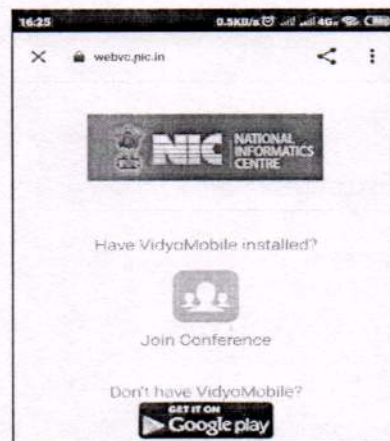 16:25 0.5KB/s 4G
webvc.nic.in
NIC NATIONAL
INFORMATICS
CENTRE
Have VidyoMobile installed?
Join Conference
Don't have VidyoMobile?
GET IT ON
Google play